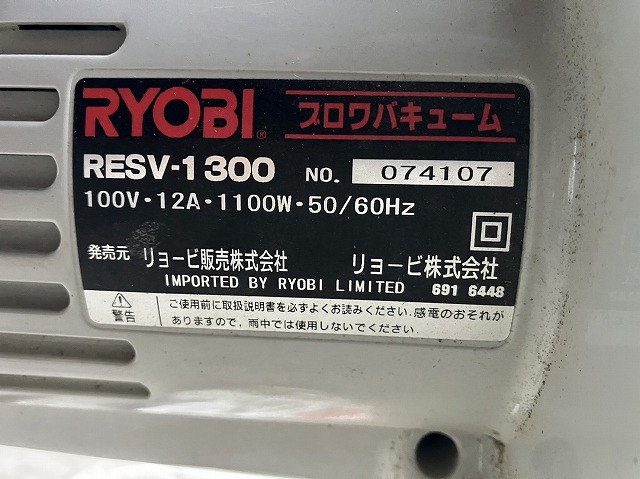 RYOBI® ブロワバキューム
RESV-1300 NO. 074107
100V・12A・1100W・50/60Hz
発売元 リョービ販売株式会社 リョービ株式会社
IMPORTED BY RYOBI LIMITED 691 6448
警告 ご使用前に取扱説明書を必ずよくお読みください.感電のおそれが
ありますので,雨中では使用しないでください.